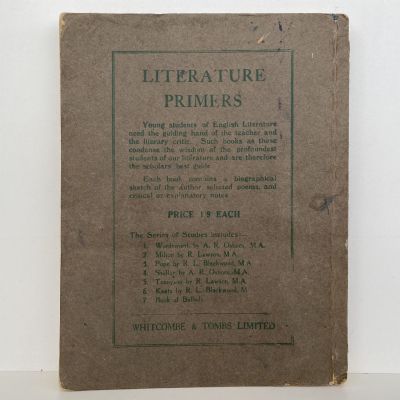 LITERATURE
PRIMERS
Young students of English Literature
need the guiding hand of the teacher and
the literary critic. Such books as these
condense the wisdom of the profoundest
students of our literature and are therefore
the scholars' best guide
Each book contains a biographical
sketch of the Author selected poems, and
critical or explanatory notes
PRICE 1/9 EACH
The Series of Studies includes:—
1. Wordsworth, by A. R. Osborn, M.A.
2. Milton by R. Lawson, M.A.
3. Pope by R. L. Blackwood, M.A.
4. Shelley by A. R. Osborn, M.A.
5. Tennyson by R. Lawson, M.A.
6. Keats by R. L. Blackwood, M
7. Book of Ballads
WHITCOMBE & TOMBS LIMITED